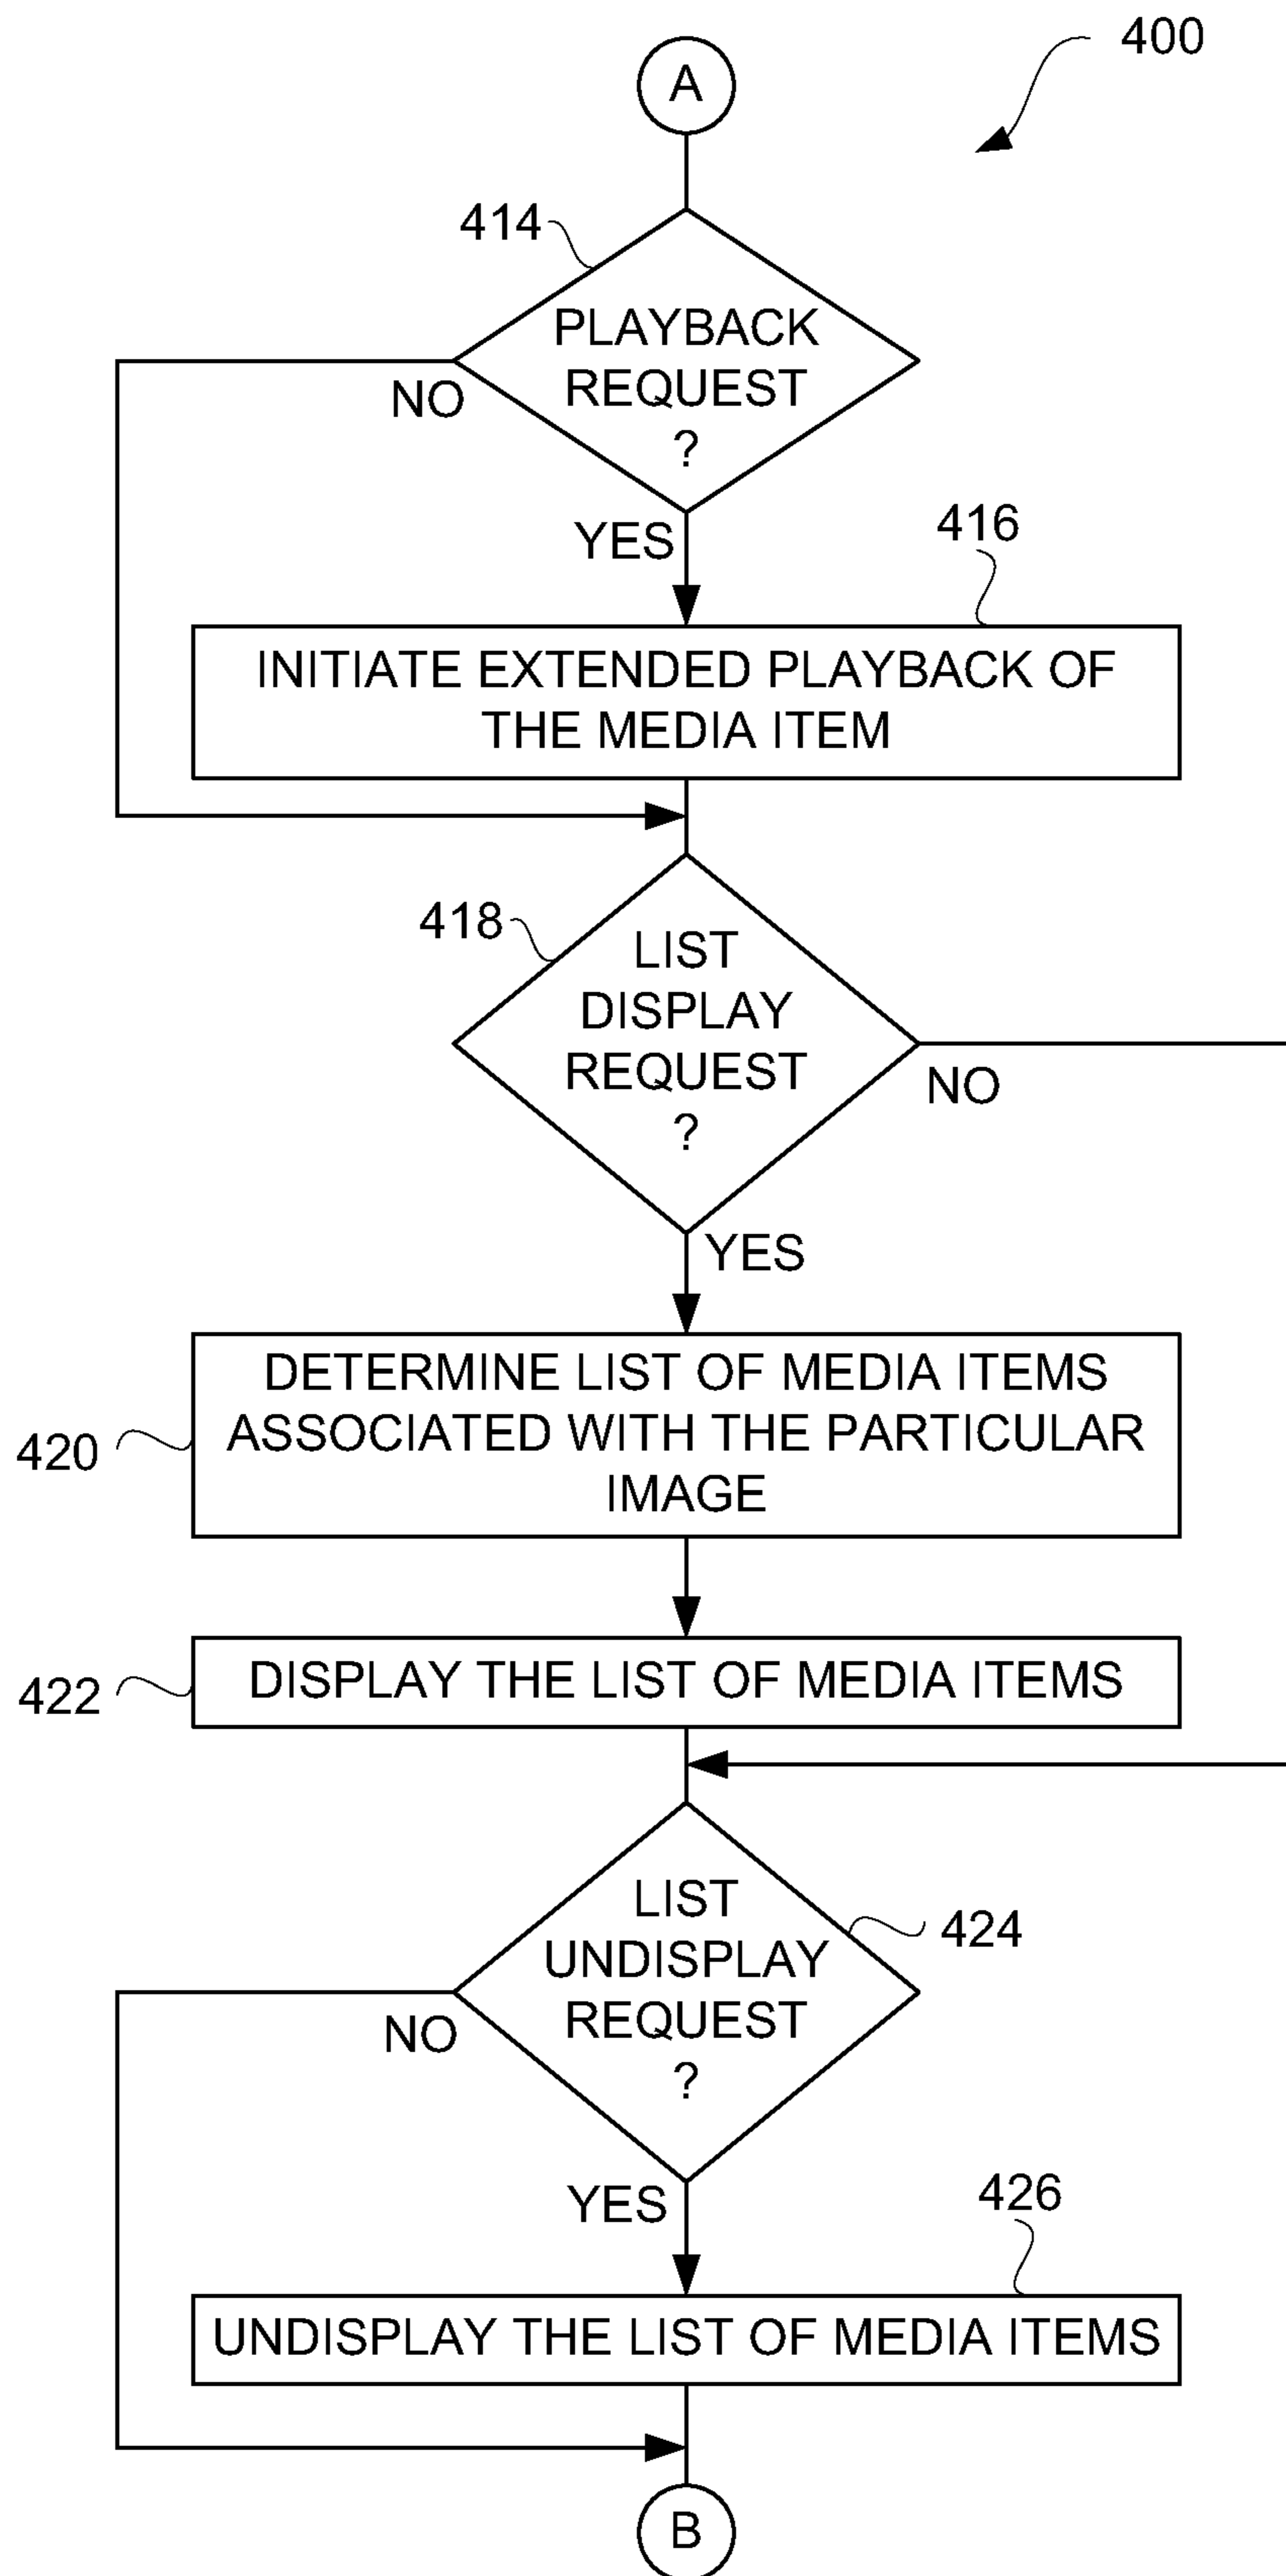 400
A
414
PLAYBACK
REQUEST
?
NO
YES
416
INITIATE EXTENDED PLAYBACK OF
THE MEDIA ITEM
418
LIST
DISPLAY
REQUEST
?
NO
YES
420
DETERMINE LIST OF MEDIA ITEMS
ASSOCIATED WITH THE PARTICULAR
IMAGE
422
DISPLAY THE LIST OF MEDIA ITEMS
LIST
UNDISPLAY
REQUEST
?
424
NO
YES
426
UNDISPLAY THE LIST OF MEDIA ITEMS
B